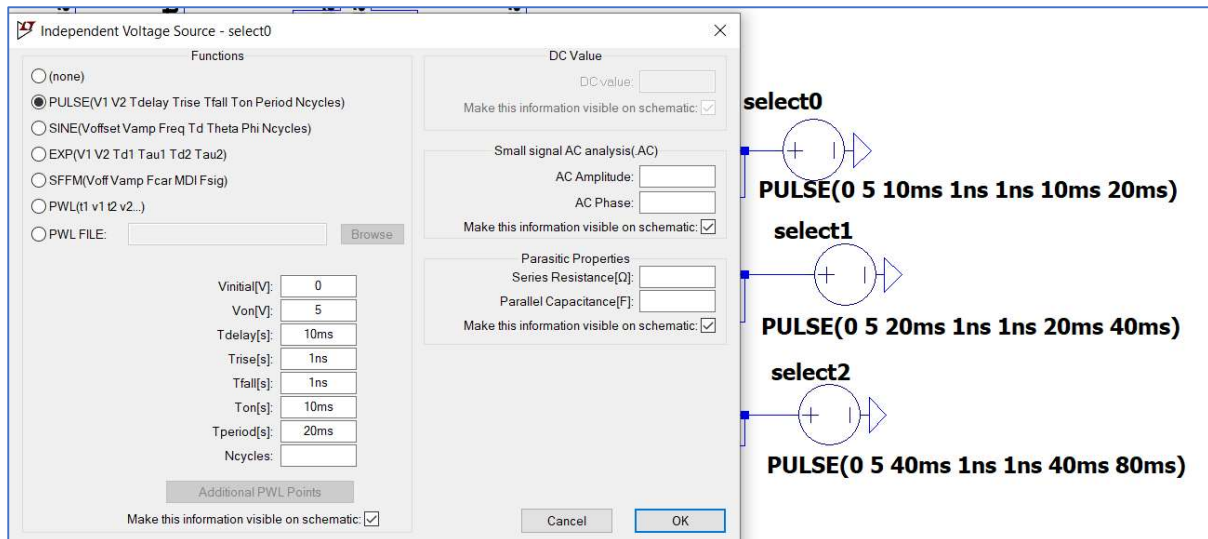 Independent Voltage Source - select0
Functions
(none)
PULSE(V1 V2 Tdelay Trise Tfall Ton Period Ncycles)
SINE(Voffset Vamp Freq Td Theta Phi Ncycles)
EXP(V1 V2 Td1 Tau1 Td2 Tau2)
SFFM(Voff Vamp Fcar MDI Fsig)
PWL(t1 v1 t2 v2...)
PWL FILE: Browse
Vinitial[V]: 0
Von[V]: 5
Tdelay[s]: 10ms
Trise[s]: 1ns
Tfall[s]: 1ns
Ton[s]: 10ms
Tperiod[s]: 20ms
Ncycles:
Additional PWL Points
Make this information visible on schematic:
DC Value
DC value:
Make this information visible on schematic:
Small signal AC analysis(.AC)
AC Amplitude:
AC Phase:
Make this information visible on schematic:
Parasitic Properties
Series Resistance[Ω]:
Parallel Capacitance[F]:
Make this information visible on schematic:
Cancel OK
select0
PULSE(0 5 10ms 1ns 1ns 10ms 20ms)
select1
PULSE(0 5 20ms 1ns 1ns 20ms 40ms)
select2
PULSE(0 5 40ms 1ns 1ns 40ms 80ms)